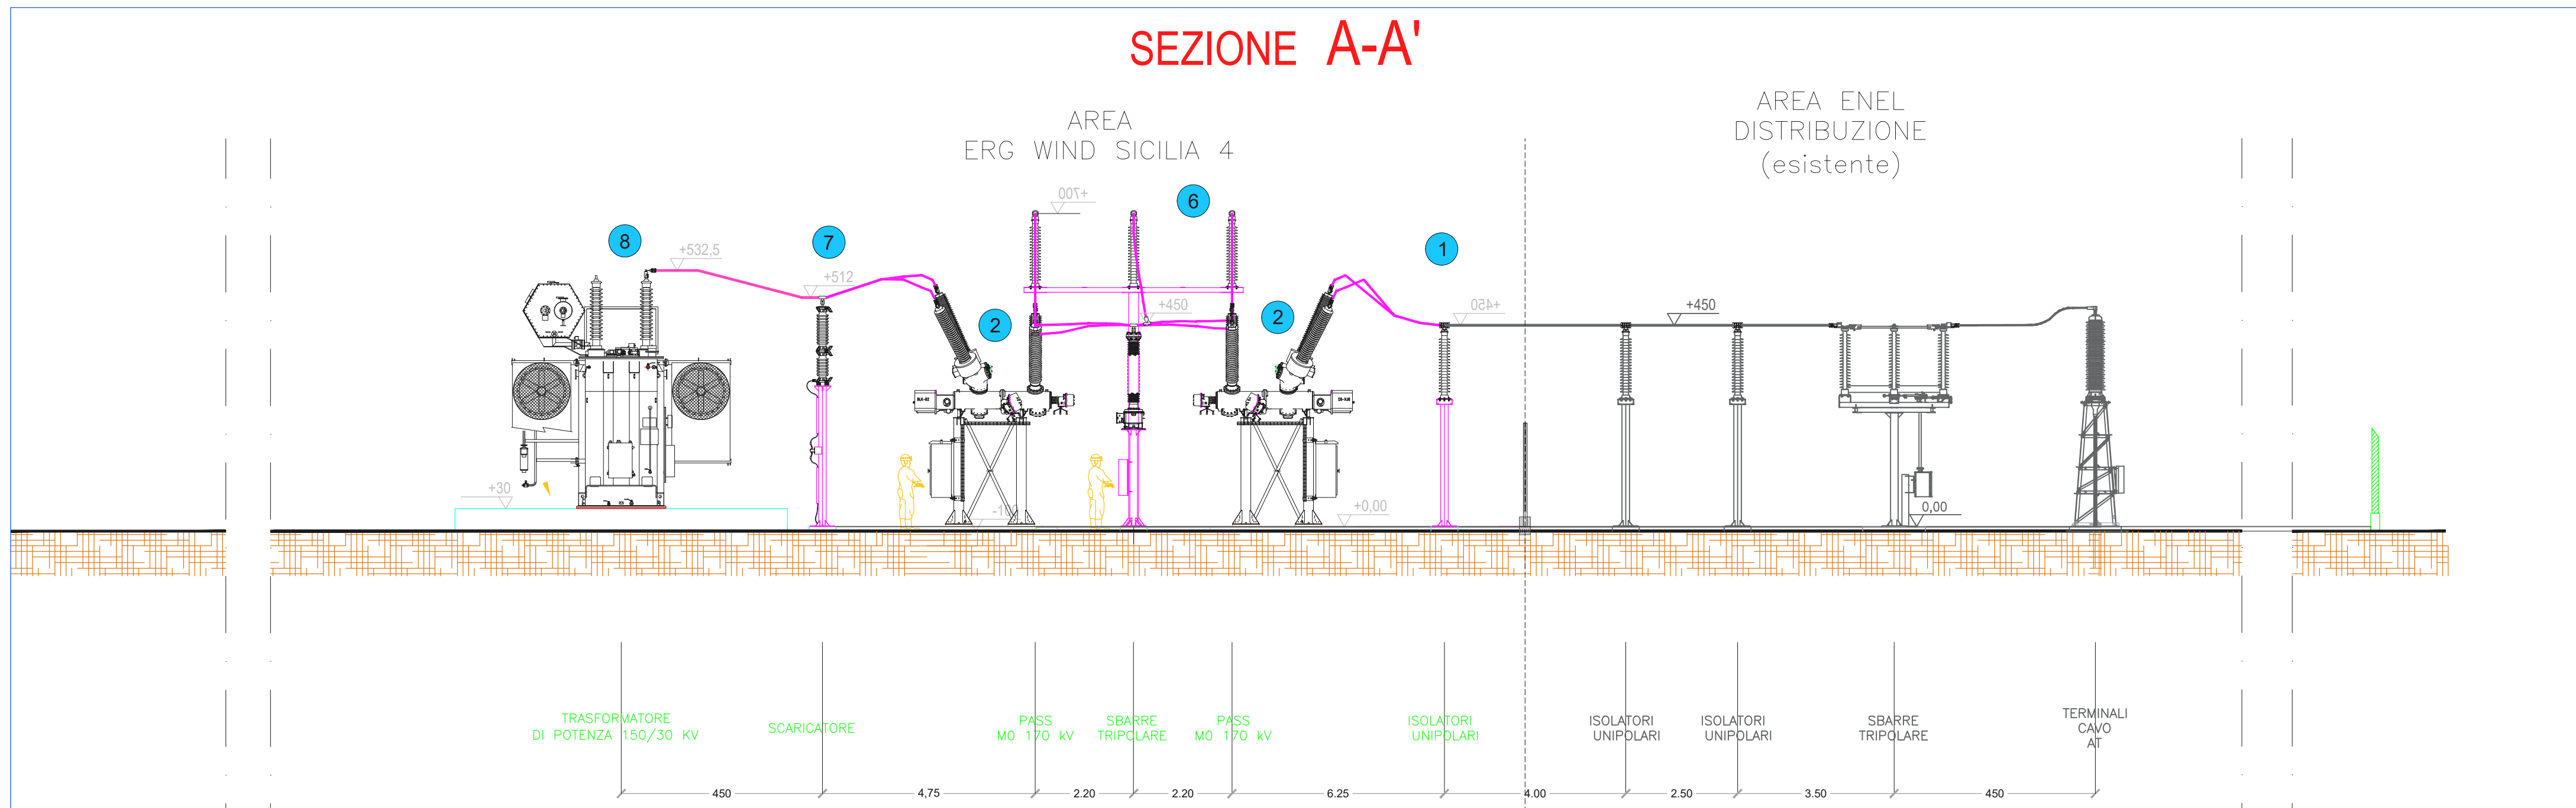 SEZIONE A-A'
AREA
ERG WIND SICILIA 4
AREA ENEL
DISTRIBUZIONE
(esistente)
8
7
6
1
2
2
+532,5
+512
+700
+450
+450
+450
+30
+0,00
0,00
TRASFORMATORE
DI POTENZA 150/30 KV
SCARICATORE
PASS
M0 170 kV
SBARRE
TRIPOLARE
PASS
M0 170 kV
ISOLATORI
UNIPOLARI
ISOLATORI
UNIPOLARI
ISOLATORI
UNIPOLARI
SBARRE
TRIPOLARE
TERMINALI
CAVO
AT
450
4,75
2.20
2.20
6.25
4.00
2.50
3.50
450